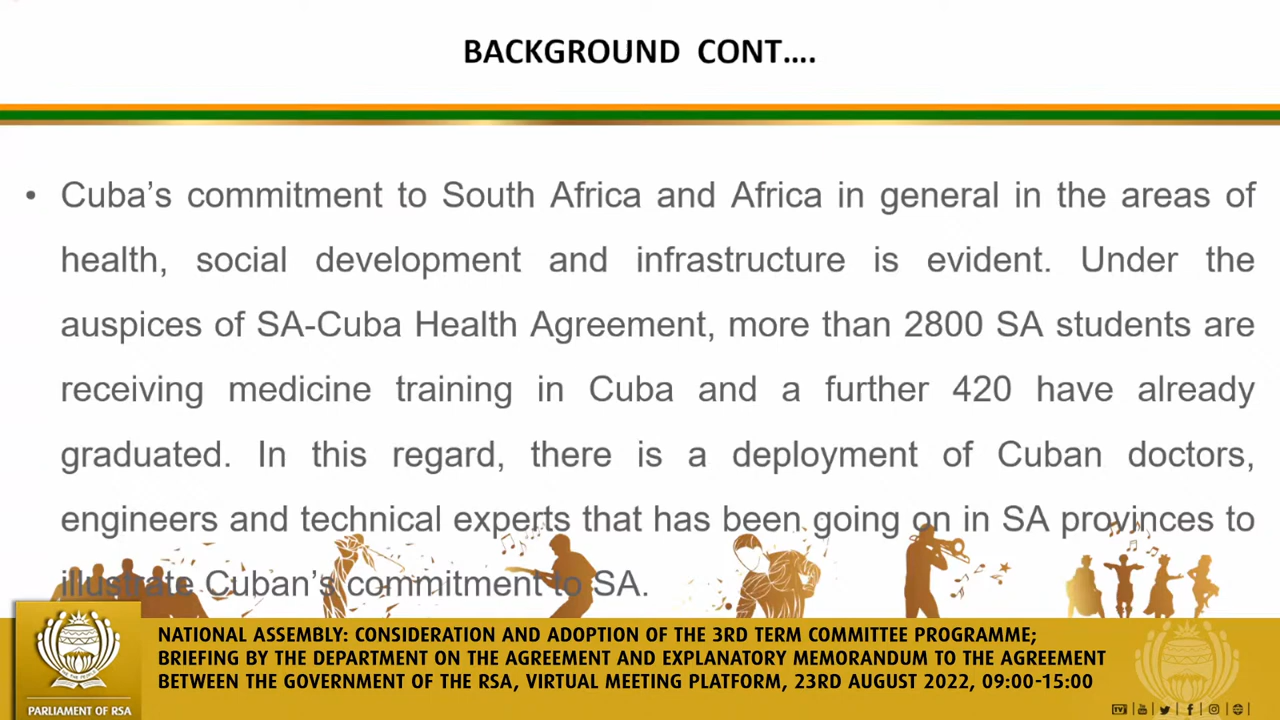 BACKGROUND CONT....
• Cuba's commitment to South Africa and Africa in general in the areas of
health, social development and infrastructure is evident. Under the
auspices of SA-Cuba Health Agreement, more than 2800 SA students are
receiving medicine training in Cuba and a further 420 have already
graduated. In this regard, there is a deployment of Cuban doctors,
engineers and technical experts that has been going on in SA provinces to
illustrate Cuban's commitment to SA.
NATIONAL ASSEMBLY: CONSIDERATION AND ADOPTION OF THE 3RD TERM COMMITTEE PROGRAMME;
BRIEFING BY THE DEPARTMENT ON THE AGREEMENT AND EXPLANATORY MEMORANDUM TO THE AGREEMENT
BETWEEN THE GOVERNMENT OF THE RSA, VIRTUAL MEETING PLATFORM, 23RD AUGUST 2022, 09:00-15:00
PARLIAMENT OF RSA